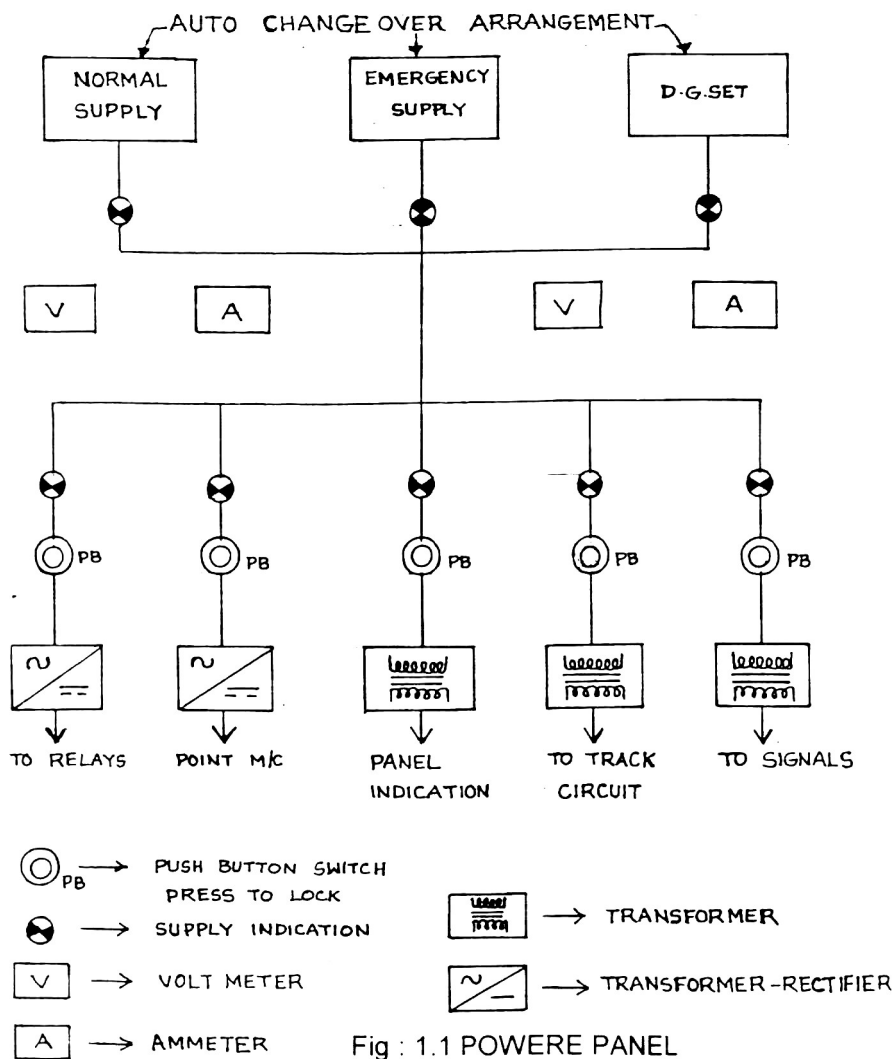 AUTO CHANGE OVER ARRANGEMENT
NORMAL
SUPPLY
EMERGENCY
SUPPLY
D.G.SET
V
A
V
A
PB
PB
PB
PB
PB
TO RELAYS
POINT M/C
PANEL
INDICATION
TO TRACK
CIRCUIT
TO SIGNALS
PB
PUSH BUTTON SWITCH
PRESS TO LOCK
SUPPLY INDICATION
V
VOLT METER
A
AMMETER
TRANSFORMER
TRANSFORMER-RECTIFIER
Fig : 1.1 POWERE PANEL